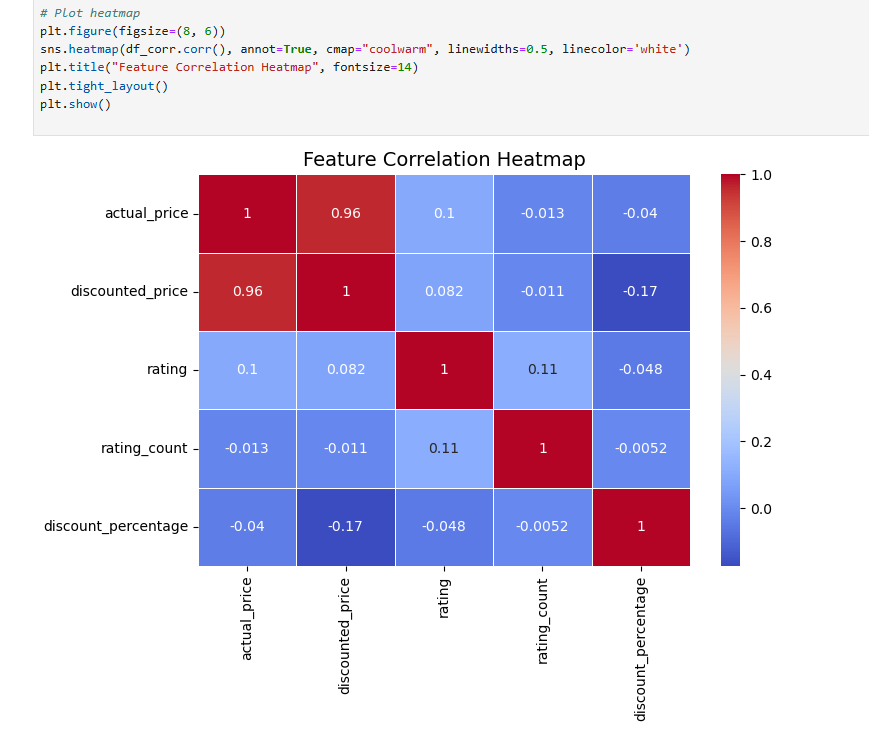 # Plot heatmap
plt.figure(figsize=(8, 6))
sns.heatmap(df_corr.corr(), annot=True, cmap="coolwarm", linewidths=0.5, linecolor='white')
plt.title("Feature Correlation Heatmap", fontsize=14)
plt.tight_layout()
plt.show()
Feature Correlation Heatmap
actual_price 1 0.96 0.1 -0.013 -0.04
discounted_price 0.96 1 0.082 -0.011 -0.17
rating 0.1 0.082 1 0.11 -0.048
rating_count -0.013 -0.011 0.11 1 -0.0052
discount_percentage -0.04 -0.17 -0.048 -0.0052 1
actual_price
discounted_price
rating
rating_count
discount_percentage
1.0
0.8
0.6
0.4
0.2
0.0